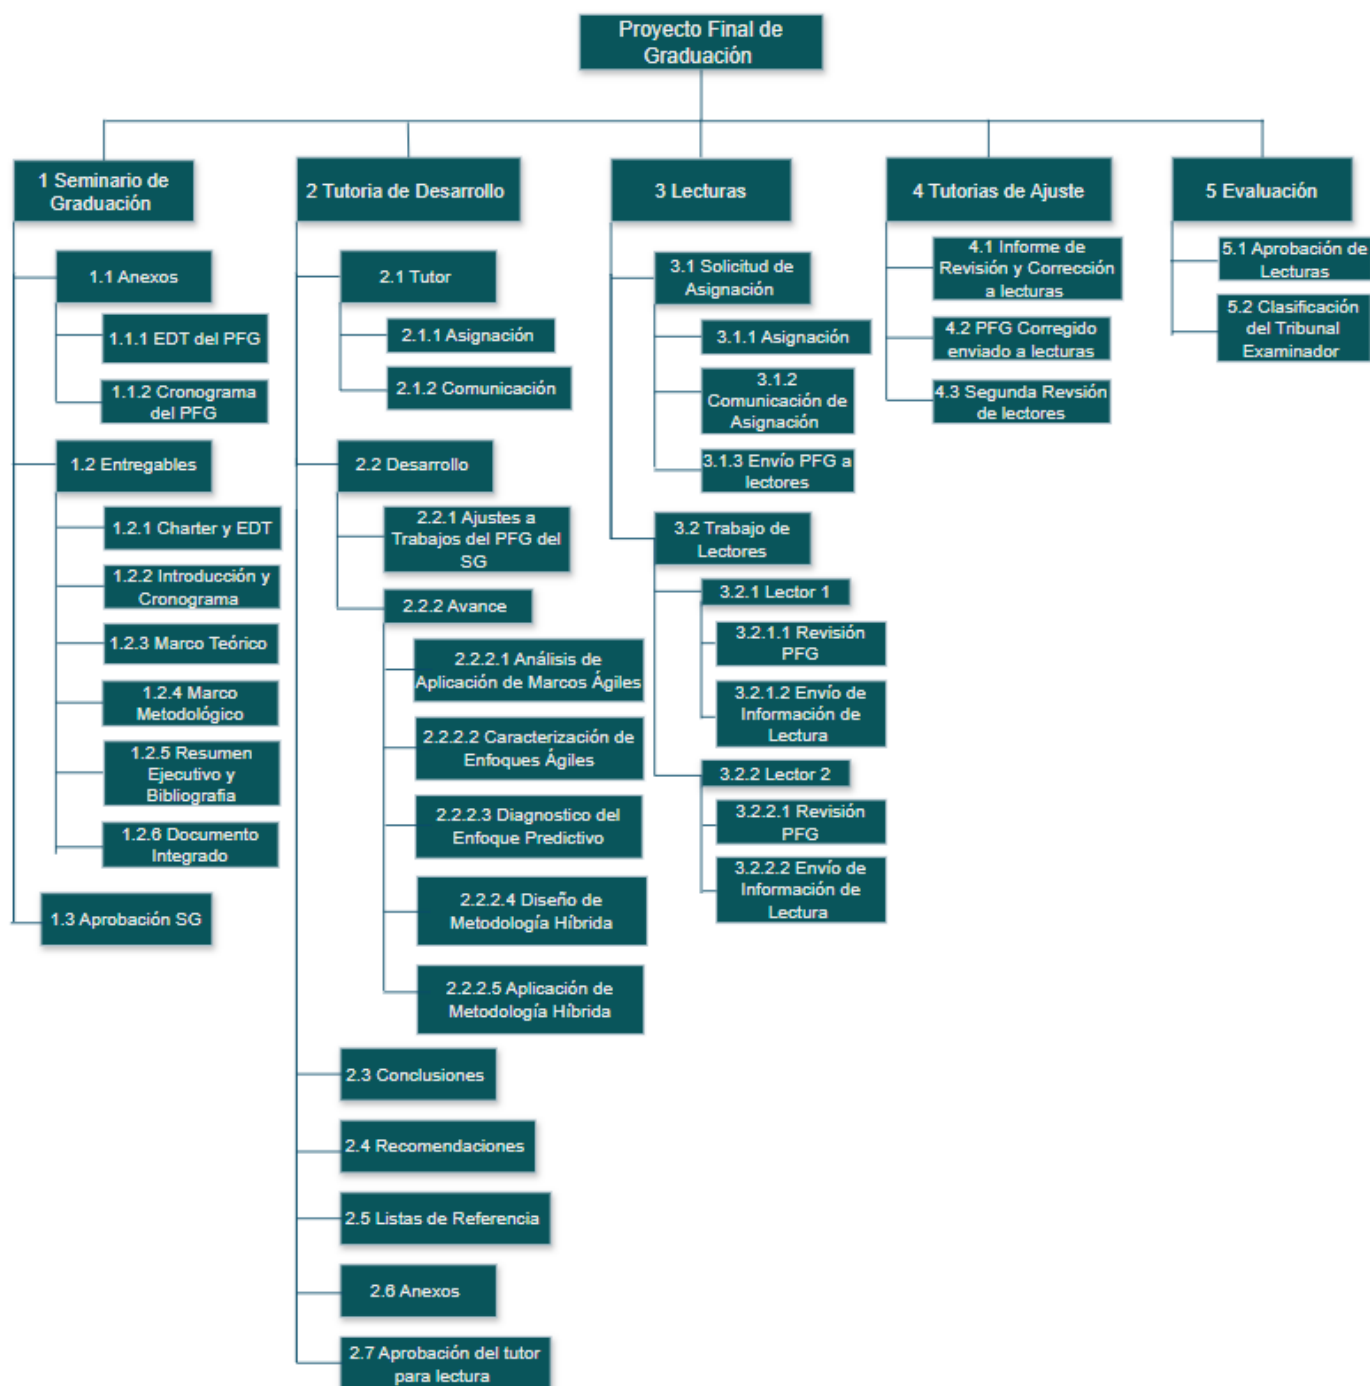 Proyecto Final de
Graduación
1 Seminario de
Graduación
1.1 Anexos
1.1.1 EDT del PFG
1.1.2 Cronograma
del PFG
1.2 Entregables
1.2.1 Charter y EDT
1.2.2 Introducción y
Cronograma
1.2.3 Marco Teórico
1.2.4 Marco
Metodológico
1.2.5 Resumen
Ejecutivo y
Bibliografia
1.2.6 Documento
Integrado
1.3 Aprobación SG
2 Tutoria de Desarrollo
2.1 Tutor
2.1.1 Asignación
2.1.2 Comunicación
2.2 Desarrollo
2.2.1 Ajustes a
Trabajos del PFG del
SG
2.2.2 Avance
2.2.2.1 Análisis de
Aplicación de Marcos Ágiles
2.2.2.2 Caracterización de
Enfoques Ágiles
2.2.2.3 Diagnostico del
Enfoque Predictivo
2.2.2.4 Diseño de
Metodología Híbrida
2.2.2.5 Aplicación de
Metodología Híbrida
2.3 Conclusiones
2.4 Recomendaciones
2.5 Listas de Referencia
2.6 Anexos
2.7 Aprobación del tutor
para lectura
3 Lecturas
3.1 Solicitud de
Asignación
3.1.1 Asignación
3.1.2
Comunicación de
Asignación
3.1.3 Envío PFG a
lectores
3.2 Trabajo de
Lectores
3.2.1 Lector 1
3.2.1.1 Revisión
PFG
3.2.1.2 Envío de
Información de
Lectura
3.2.2 Lector 2
3.2.2.1 Revisión
PFG
3.2.2.2 Envío de
Información de
Lectura
4 Tutorias de Ajuste
4.1 Informe de
Revisión y Corrección
a lecturas
4.2 PFG Corregido
enviado a lecturas
4.3 Segunda Revsión
de lectores
5 Evaluación
5.1 Aprobación de
Lecturas
5.2 Clasificación
del Tribunal
Examinador